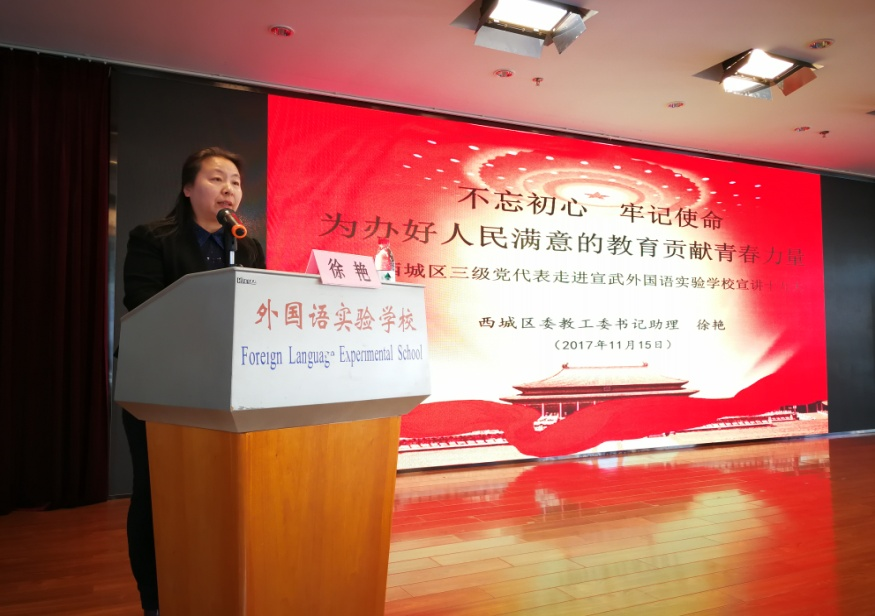 不忘初心 牢记使命
为办好人民满意的教育贡献青春力量
西城区三级党代表走进宣武外国语实验学校宣讲十
西城区委教工委书记助理 徐艳
（2017年11月15日）
徐艳
外国语实验学校
Foreign Language Experimental School